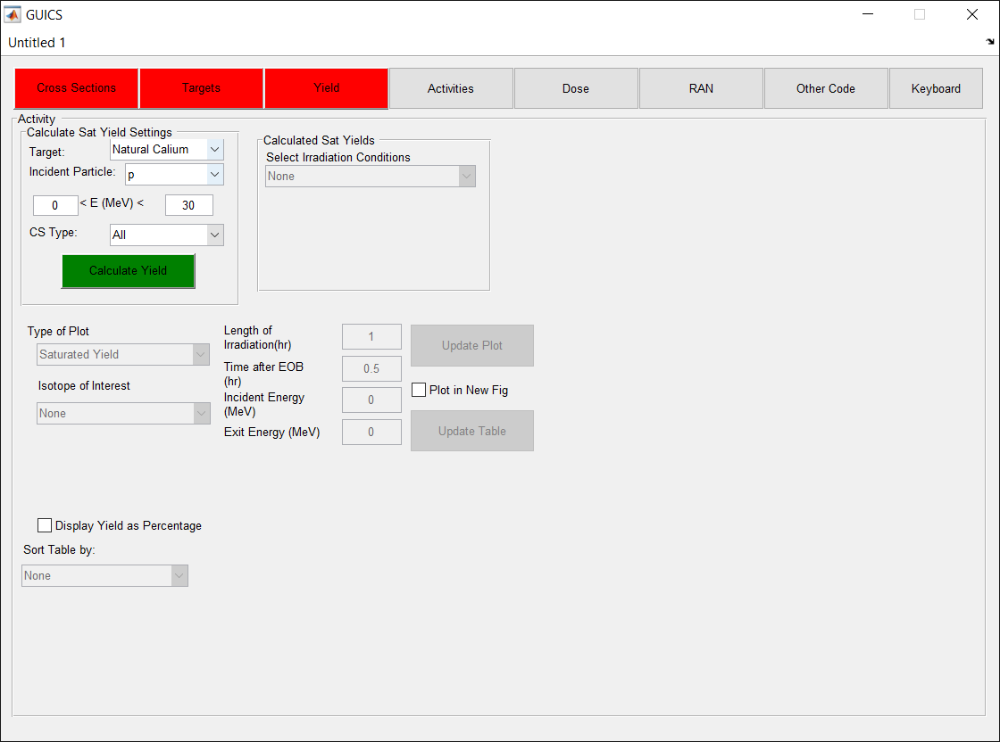 GUICS
Untitled 1
Cross Sections Targets Yield Activities Dose RAN Other Code Keyboard
Activity
Calculate Sat Yield Settings
Target: Natural Calium
Incident Particle: p
0 < E (MeV) < 30
CS Type: All
Calculate Yield
Calculated Sat Yields
Select Irradiation Conditions
None
Type of Plot
Saturated Yield
Isotope of Interest
None
Length of
Irradiation(hr) 1
Time after EOB
(hr) 0.5
Incident Energy
(MeV) 0
Exit Energy (MeV) 0
Update Plot
Plot in New Fig
Update Table
Display Yield as Percentage
Sort Table by:
None